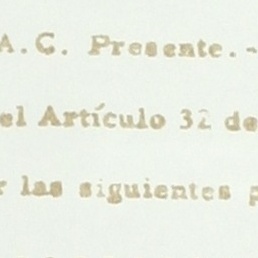 A.C. Presente.-
el Artículo 32 de
r las siguientes p